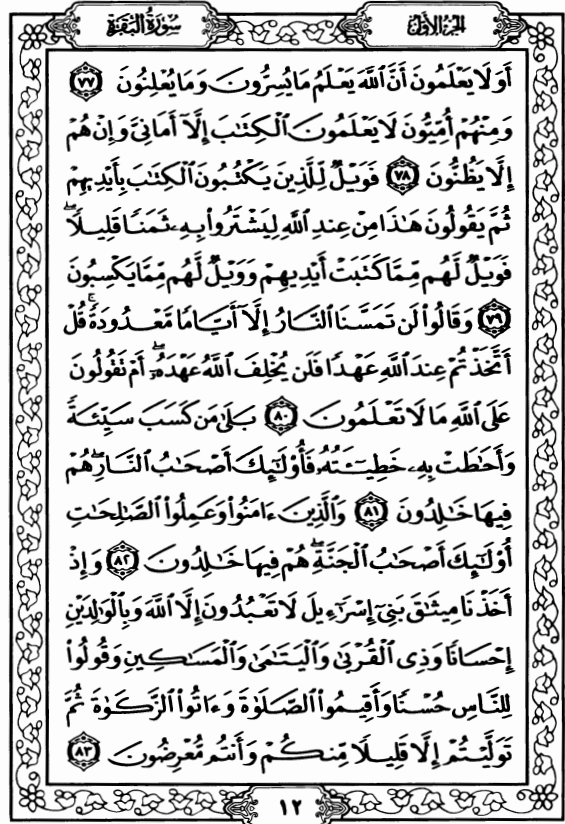 الجزء الأول
سورة البقرة
أَوَلَا يَعْلَمُونَ أَنَّ ٱللَّهَ يَعْلَمُ مَا يُسِرُّونَ وَمَا يُعْلِنُونَ ٧٧
وَمِنْهُمْ أُمِّيُّونَ لَا يَعْلَمُونَ ٱلْكِتَٰبَ إِلَّآ أَمَانِىَّ وَإِنْ هُمْ
إِلَّا يَظُنُّونَ ٧٨ فَوَيْلٌ لِّلَّذِينَ يَكْتُبُونَ ٱلْكِتَٰبَ بِأَيْدِيهِمْ
ثُمَّ يَقُولُونَ هَٰذَا مِنْ عِندِ ٱللَّهِ لِيَشْتَرُوا۟ بِهِۦ ثَمَنًا قَلِيلًا ۖ
فَوَيْلٌ لَّهُم مِّمَّا كَتَبَتْ أَيْدِيهِمْ وَوَيْلٌ لَّهُم مِّمَّا يَكْسِبُونَ
٧٩ وَقَالُوا۟ لَن تَمَسَّنَا ٱلنَّارُ إِلَّآ أَيَّامًا مَّعْدُودَةً ۚ قُلْ
أَتَّخَذْتُمْ عِندَ ٱللَّهِ عَهْدًا فَلَن يُخْلِفَ ٱللَّهُ عَهْدَهُۥٓ ۖ أَمْ تَقُولُونَ
عَلَى ٱللَّهِ مَا لَا تَعْلَمُونَ ٨٠ بَلَىٰ مَن كَسَبَ سَيِّئَةً
وَأَحَٰطَتْ بِهِۦ خَطِيٓـَٔتُهُۥ فَأُو۟لَٰٓئِكَ أَصْحَٰبُ ٱلنَّارِ ۖ هُمْ
فِيهَا خَٰلِدُونَ ٨١ وَٱلَّذِينَ ءَامَنُوا۟ وَعَمِلُوا۟ ٱلصَّٰلِحَٰتِ
أُو۟لَٰٓئِكَ أَصْحَٰبُ ٱلْجَنَّةِ ۖ هُمْ فِيهَا خَٰلِدُونَ ٨٢ وَإِذْ
أَخَذْنَا مِيثَٰقَ بَنِىٓ إِسْرَٰٓءِيلَ لَا تَعْبُدُونَ إِلَّا ٱللَّهَ وَبِٱلْوَٰلِدَيْنِ
إِحْسَانًا وَذِى ٱلْقُرْبَىٰ وَٱلْيَتَٰمَىٰ وَٱلْمَسَٰكِينِ وَقُولُوا۟
لِلنَّاسِ حُسْنًا وَأَقِيمُوا۟ ٱلصَّلَوٰةَ وَءَاتُوا۟ ٱلزَّكَوٰةَ ثُمَّ
تَوَلَّيْتُمْ إِلَّا قَلِيلًا مِّنكُمْ وَأَنتُم مُّعْرِضُونَ ٨٣
١٢